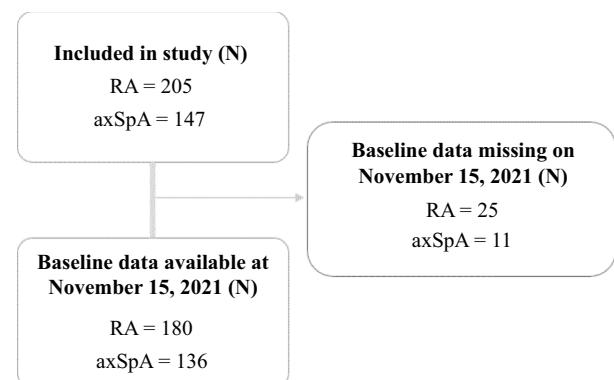 Included in study (N)
RA = 205
axSpA = 147
Baseline data missing on
November 15, 2021 (N)
RA = 25
axSpA = 11
Baseline data available at
November 15, 2021 (N)
RA = 180
axSpA = 136